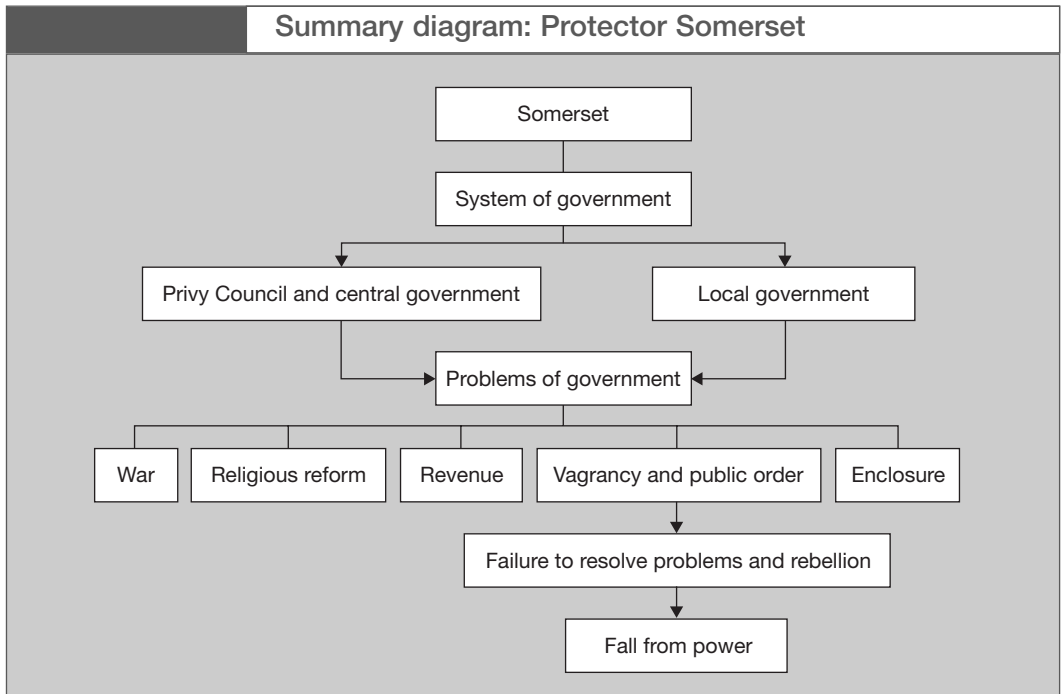 Summary diagram: Protector Somerset
Somerset
System of government
Privy Council and central government
Local government
Problems of government
War
Religious reform
Revenue
Vagrancy and public order
Enclosure
Failure to resolve problems and rebellion
Fall from power